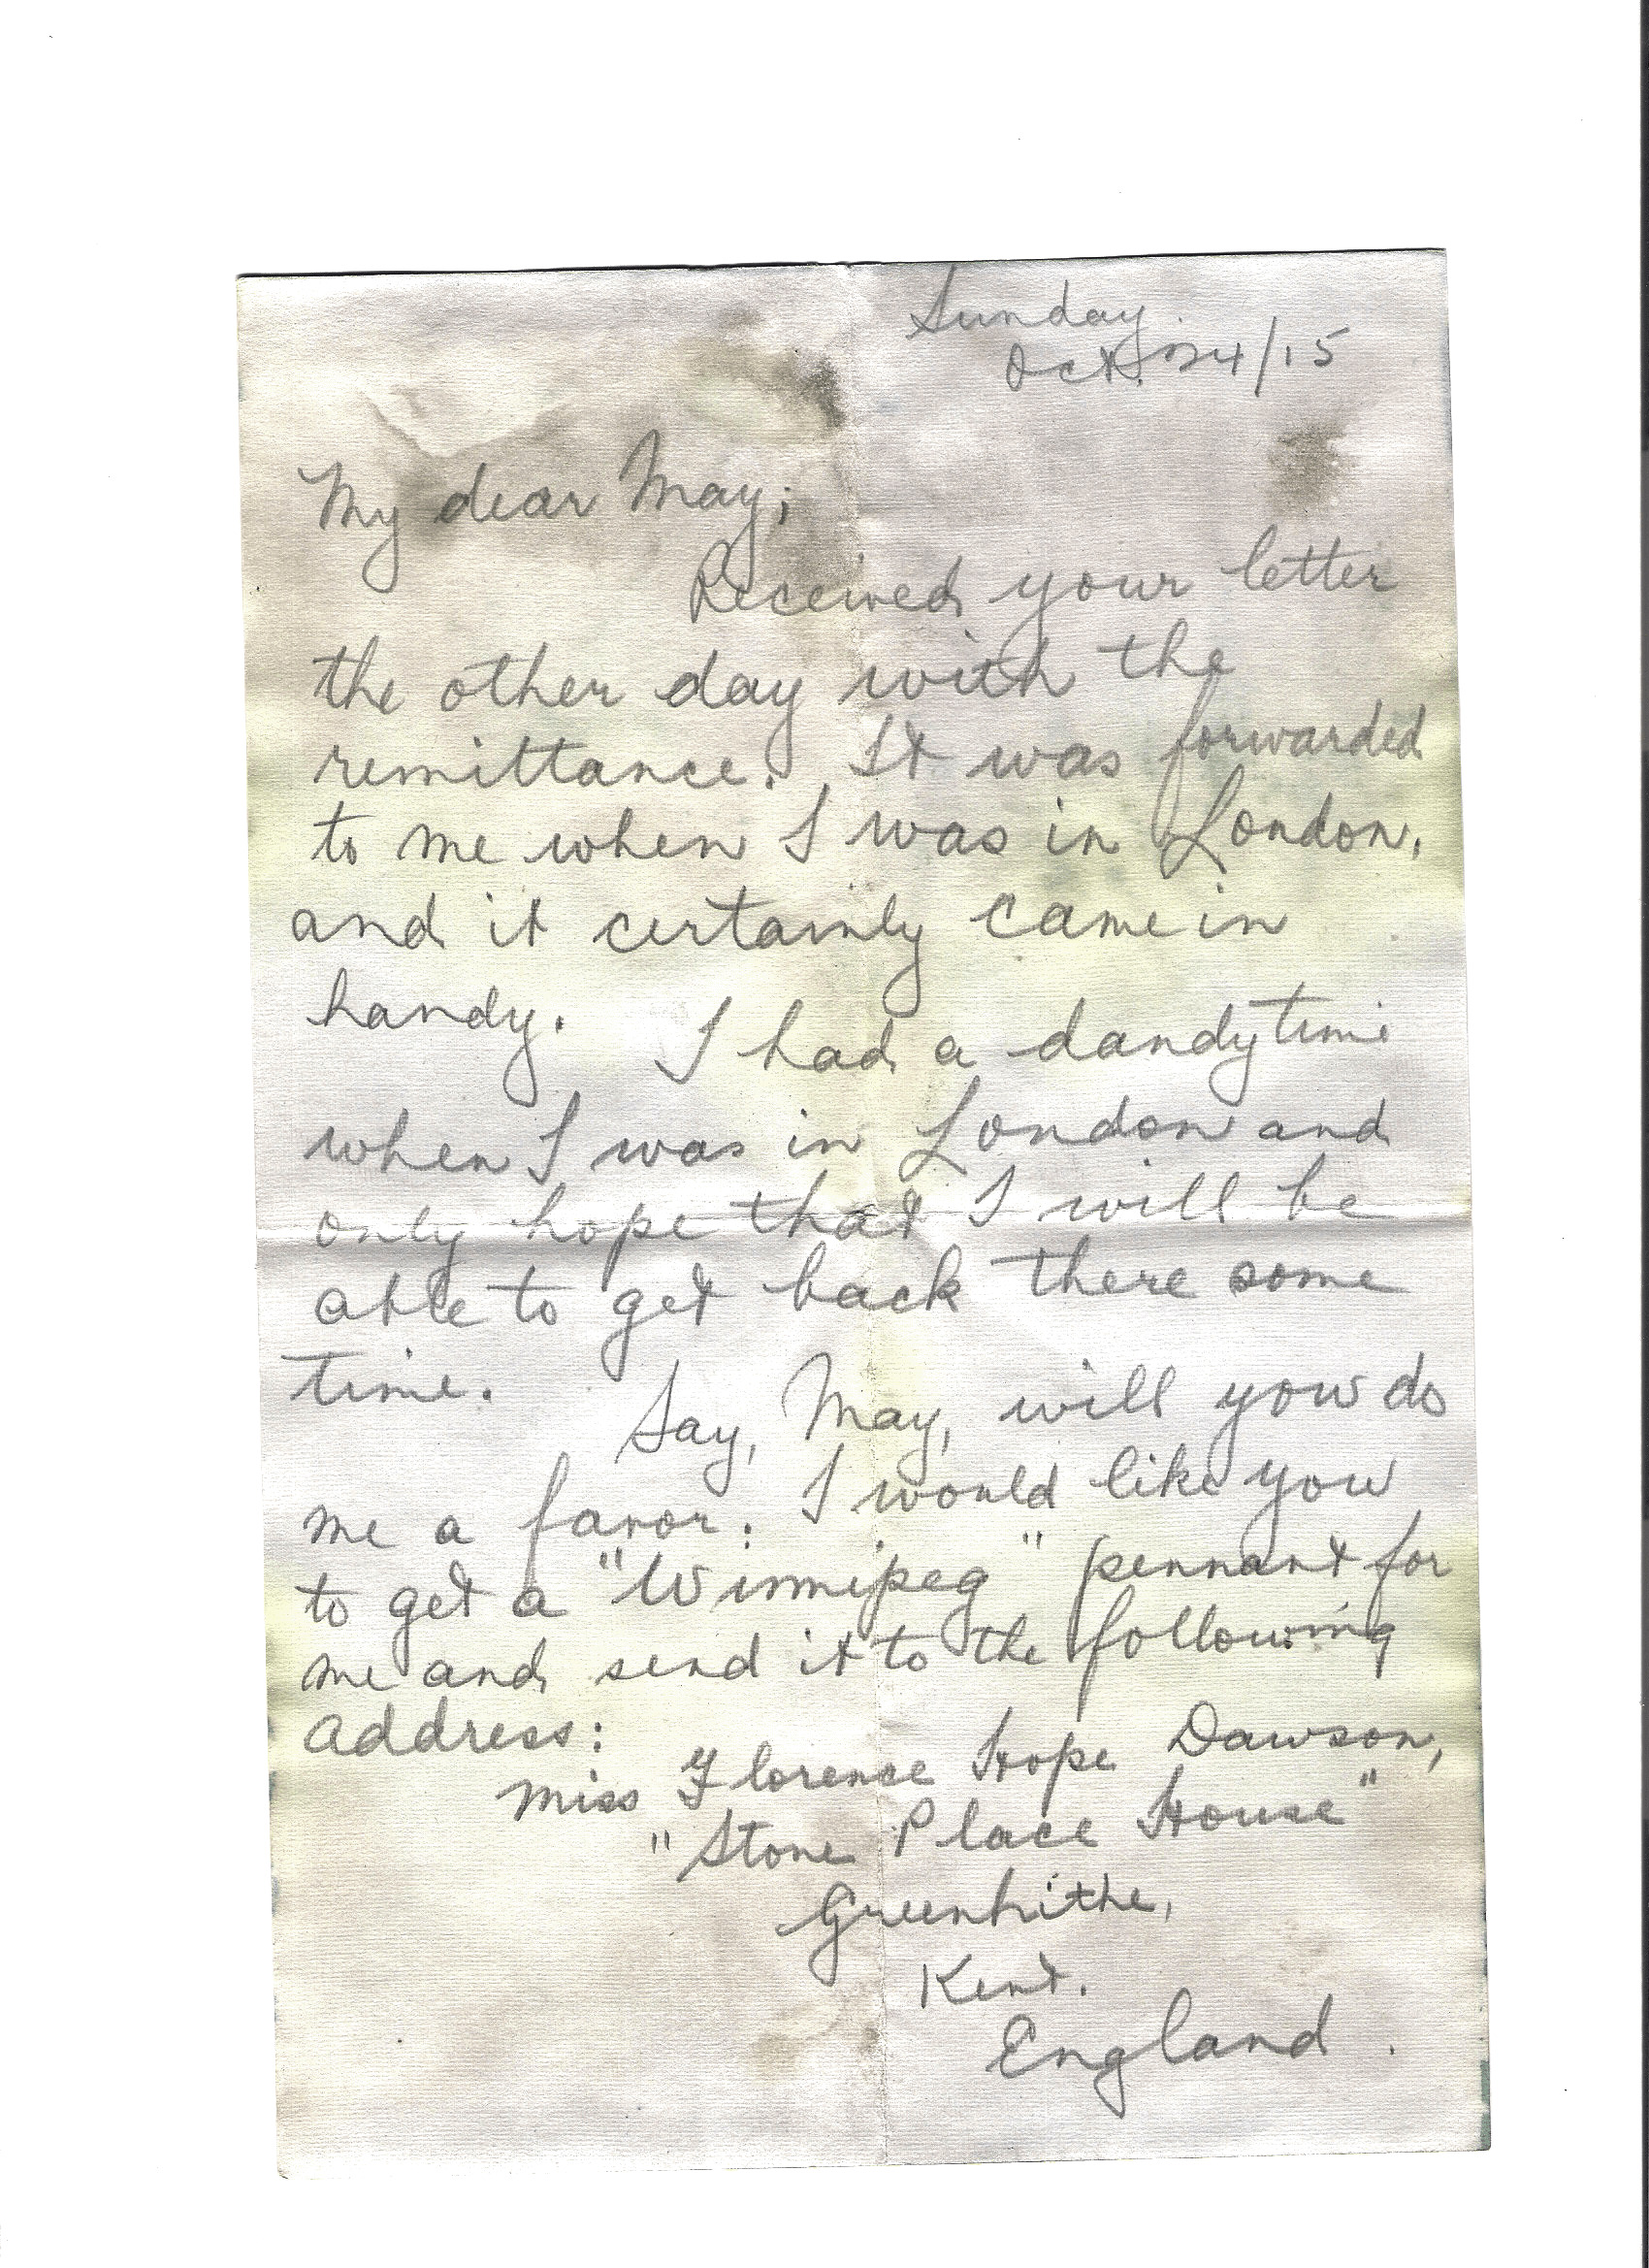 Sunday.
Oct. 24/15
My dear May;
Received your letter
the other day with the
remittance. It was forwarded
to me when I was in London,
and it certainly came in
handy.
I had a dandy time
when I was in London and
only hope that I will be
able to get back there some
time.
Say, May, will you do
me a favor. I would like you
to get a "Winnipeg" pennant for
me and send it to the following
address:
Miss Florence Hope Dawson,
"Stone Place House"
Greenhithe,
Kent.
England.